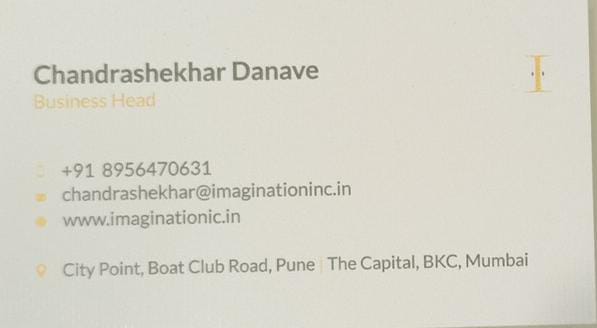 Chandrashekhar Danave
Business Head
+91 8956470631
chandrashekhar@imaginationinc.in
www.imaginationic.in
City Point, Boat Club Road, Pune | The Capital, BKC, Mumbai